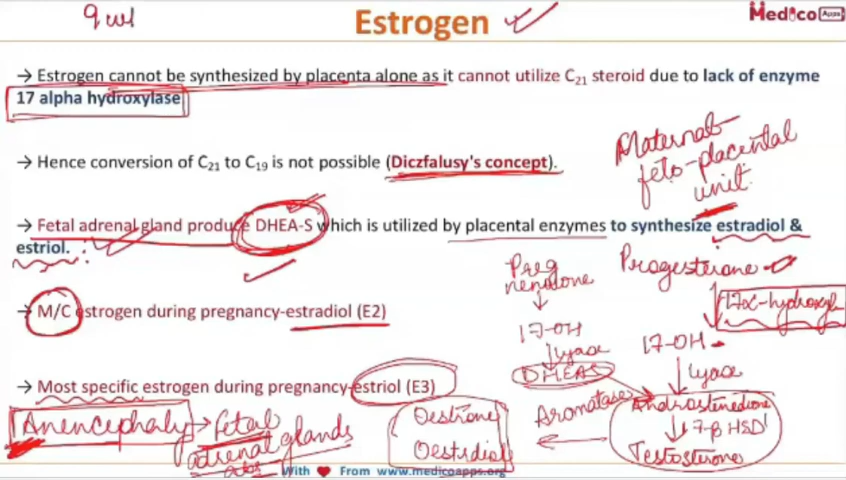 9 wk
Estrogen
Medico Apps
→ Estrogen cannot be synthesized by placenta alone as it cannot utilize C₂₁ steroid due to lack of enzyme
17 alpha hydroxylase
→ Hence conversion of C₂₁ to C₁₉ is not possible (Diczfalusy's concept).
Maternal-
feto-placental
unit
→ Fetal adrenal gland produce DHEA-S which is utilized by placental enzymes to synthesize estradiol &
estriol.
Preg
nenolone
Progesterone
17α-hydroxyl
→ M/C estrogen during pregnancy-estradiol (E2)
17-OH
lyase
DHEAS
17-OH
lyase
→ Most specific estrogen during pregnancy-estriol (E3)
Anencephaly → fetal
adrenal glands
Oestrone
Oestradiol
Aromatase
Androstenedione
17-β HSD
Testosterone
With ❤ From www.medicoapps.org